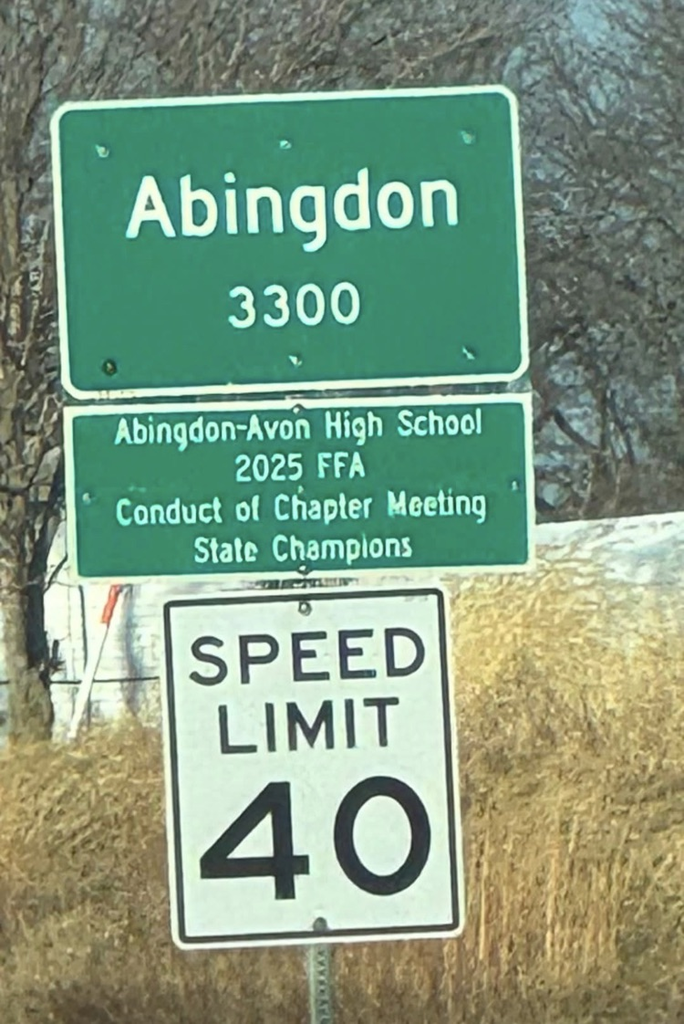 Abingdon
3300
Abingdon-Avon High School
2025 FFA
Conduct of Chapter Meeting
State Champions
SPEED
LIMIT
40